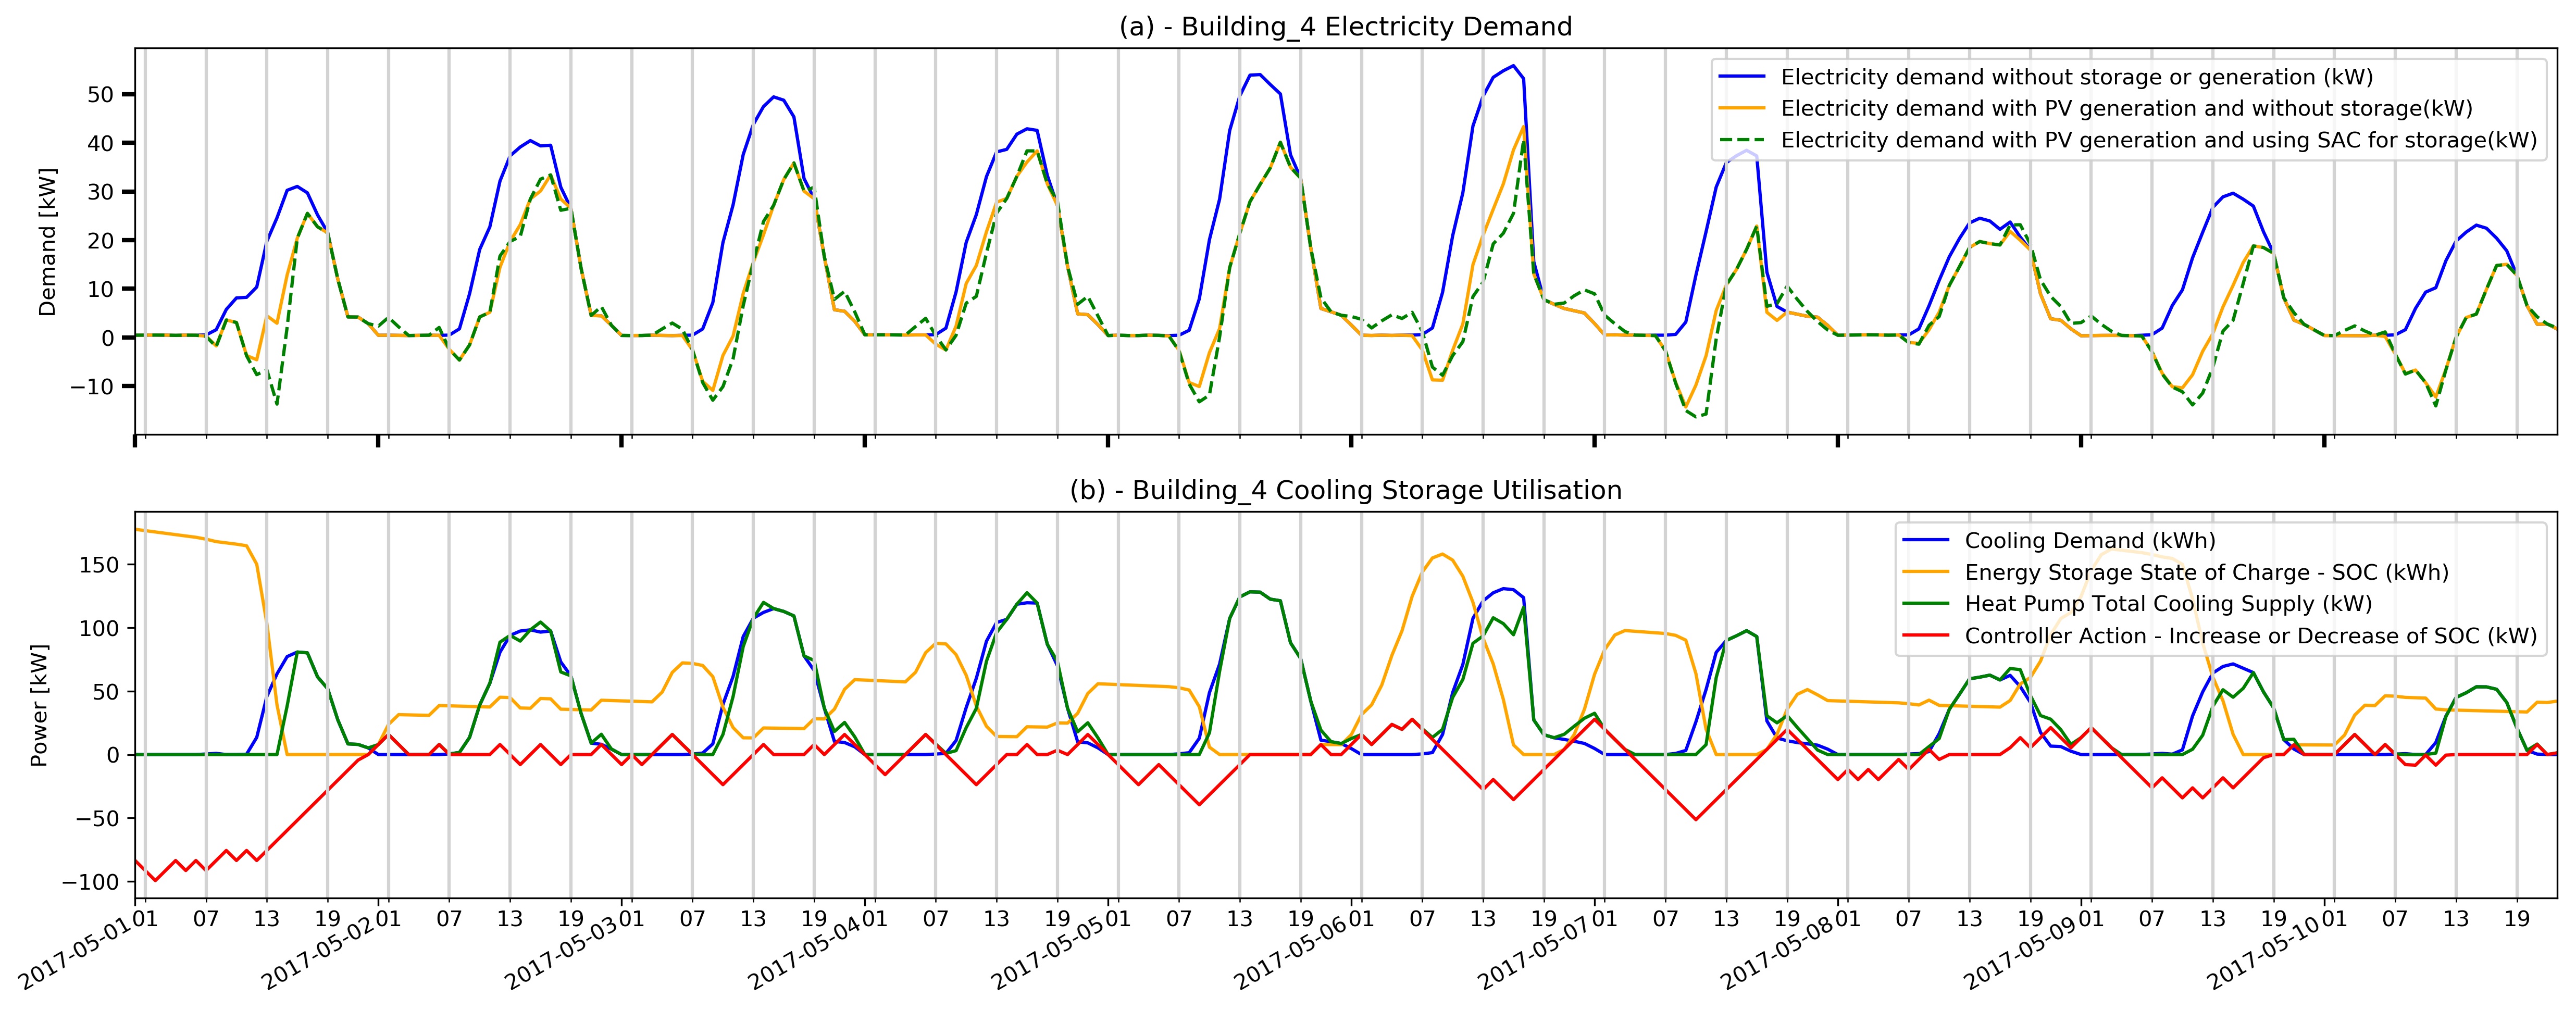 (a) - Building_4 Electricity Demand
Demand [kW]
50
40
30
20
10
0
−10
Electricity demand without storage or generation (kW)
Electricity demand with PV generation and without storage(kW)
Electricity demand with PV generation and using SAC for storage(kW)
(b) - Building_4 Cooling Storage Utilisation
Power [kW]
150
100
50
0
−50
−100
Cooling Demand (kWh)
Energy Storage State of Charge - SOC (kWh)
Heat Pump Total Cooling Supply (kW)
Controller Action - Increase or Decrease of SOC (kW)
01 07 13 19 01 07 13 19 01 07 13 19 01 07 13 19 01 07 13 19 01 07 13 19 01 07 13 19 01 07 13 19 01 07 13 19 01 07 13 19
2017-05-01 2017-05-02 2017-05-03 2017-05-04 2017-05-05 2017-05-06 2017-05-07 2017-05-08 2017-05-09 2017-05-10